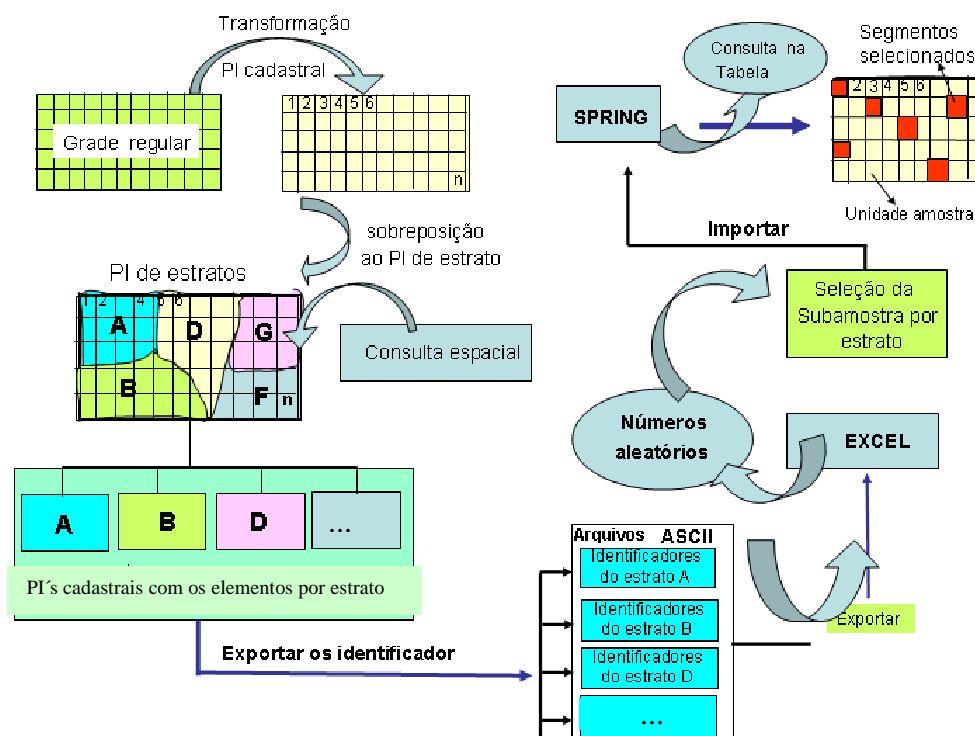 Transformação
PI cadastral
Grade regular
1 2 3 4 5 6
n
sobreposição
ao PI de estrato
PI de estratos
1 2 4 5 6
A
D
G
B
F
n
Consulta espacial
A
B
D
...
PI´s cadastrais com os elementos por estrato
Exportar os identificador
Arquivos ASCII
Identificadores
do estrato A
Identificadores
do estrato B
Identificadores
do estrato D
...
Exportar
EXCEL
Números
aleatórios
Seleção da
Subamostra por
estrato
Importar
SPRING
Consulta na
Tabela
Segmentos
selecionados
2 3 4 5 6
Unidade amostra